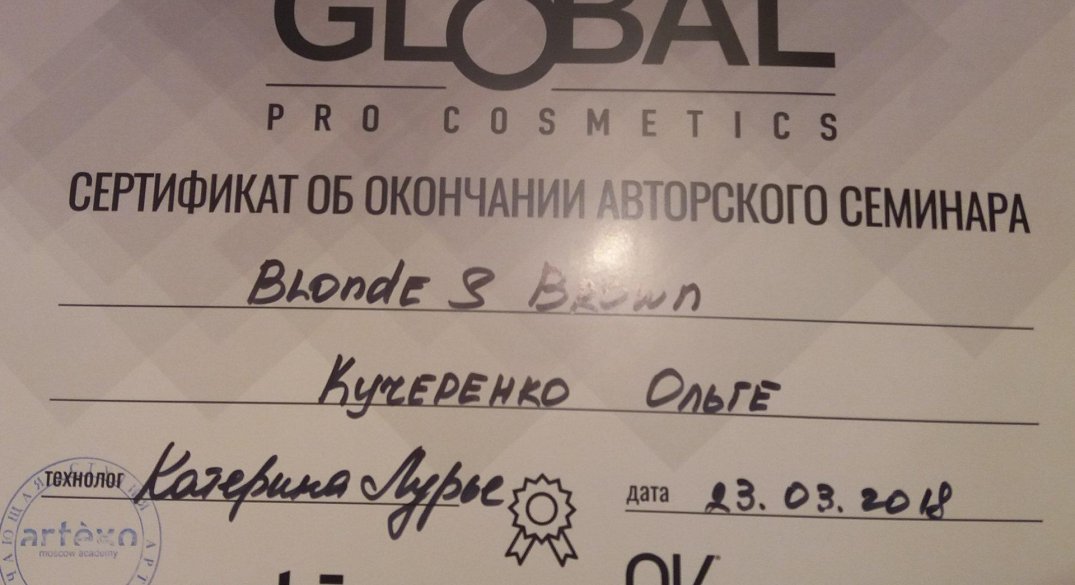 GLOBAL
PRO COSMETICS
СЕРТИФИКАТ ОБ ОКОНЧАНИИ АВТОРСКОГО СЕМИНАРА
BLONDE S BROWN
Кучеренко Ольге
технолог Катерина Лурье
дата 23.03.2018
artèxo
moscow academy